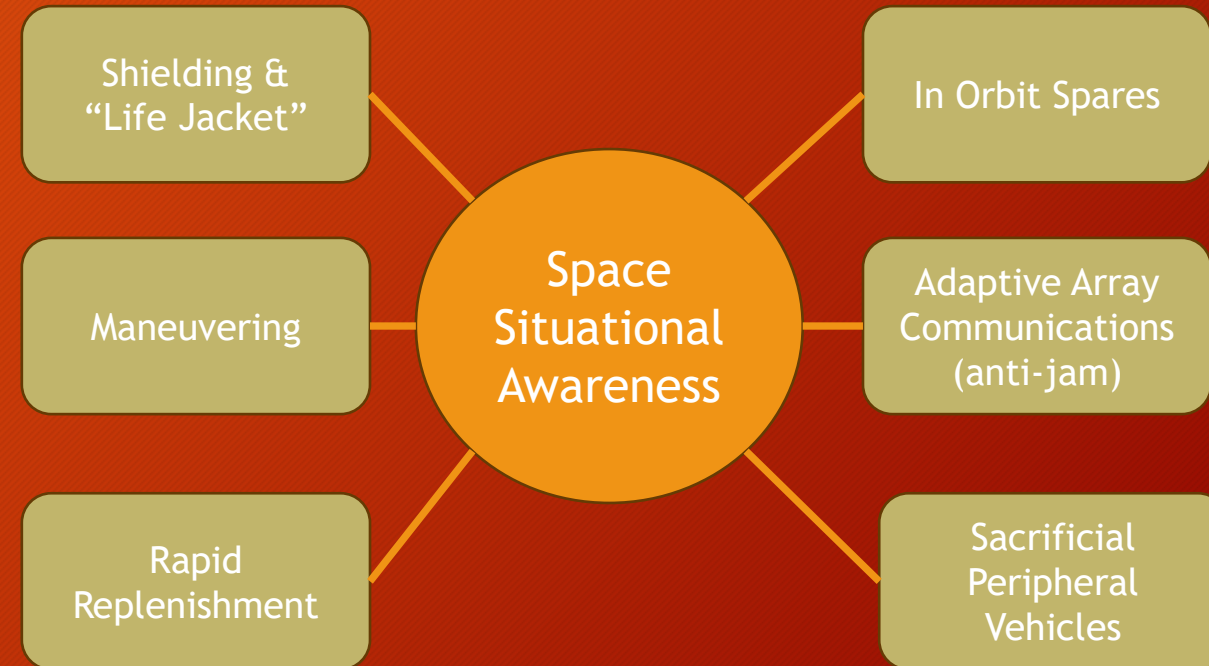 Shielding &
“Life Jacket”
In Orbit Spares
Maneuvering
Space
Situational
Awareness
Adaptive Array
Communications
(anti-jam)
Rapid
Replenishment
Sacrificial
Peripheral
Vehicles